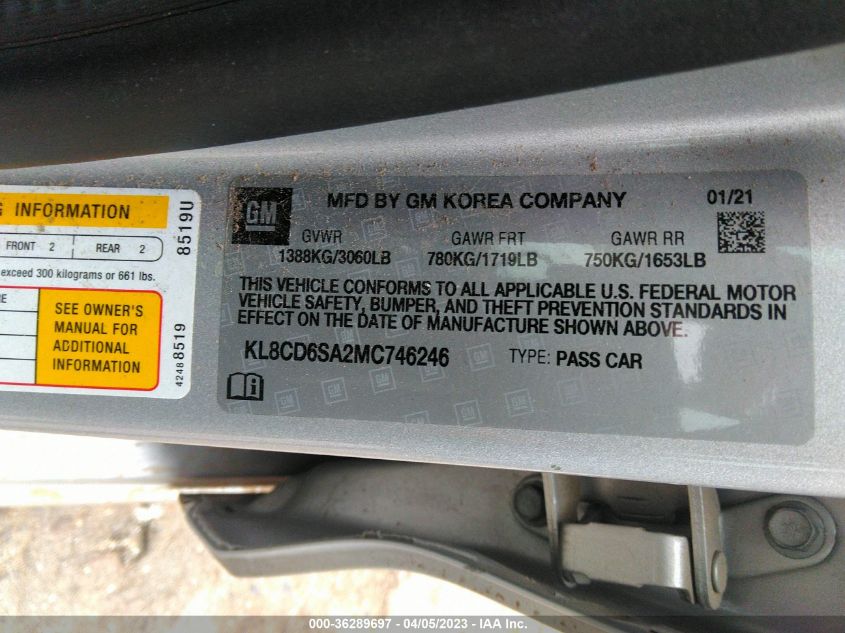 G INFORMATION
FRONT 2 REAR 2
exceed 300 kilograms or 661 lbs.
RE
SEE OWNER'S
MANUAL FOR
ADDITIONAL
INFORMATION
8519U
42488519
GM
MFD BY GM KOREA COMPANY
01/21
GVWR GAWR FRT GAWR RR
1388KG/3060LB 780KG/1719LB 750KG/1653LB
THIS VEHICLE CONFORMS TO ALL APPLICABLE U.S. FEDERAL MOTOR
VEHICLE SAFETY, BUMPER, AND THEFT PREVENTION STANDARDS IN
EFFECT ON THE DATE OF MANUFACTURE SHOWN ABOVE.
KL8CD6SA2MC746246 TYPE: PASS CAR
000-36289697 - 04/05/2023 - IAA Inc.